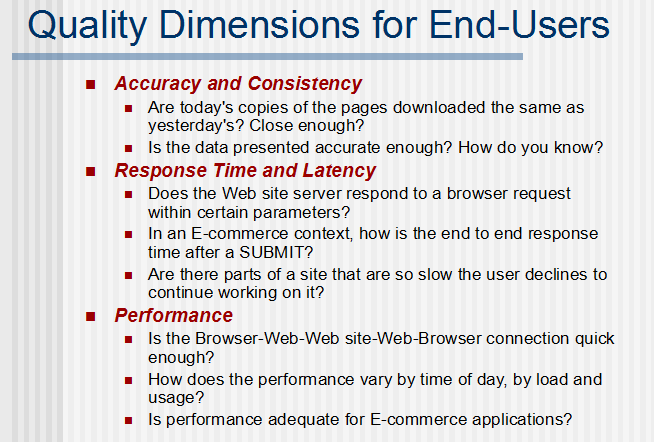 Quality Dimensions for End-Users
Accuracy and Consistency
Are today's copies of the pages downloaded the same as
yesterday's? Close enough?
Is the data presented accurate enough? How do you know?
Response Time and Latency
Does the Web site server respond to a browser request
within certain parameters?
In an E-commerce context, how is the end to end response
time after a SUBMIT?
Are there parts of a site that are so slow the user declines to
continue working on it?
Performance
Is the Browser-Web-Web site-Web-Browser connection quick
enough?
How does the performance vary by time of day, by load and
usage?
Is performance adequate for E-commerce applications?